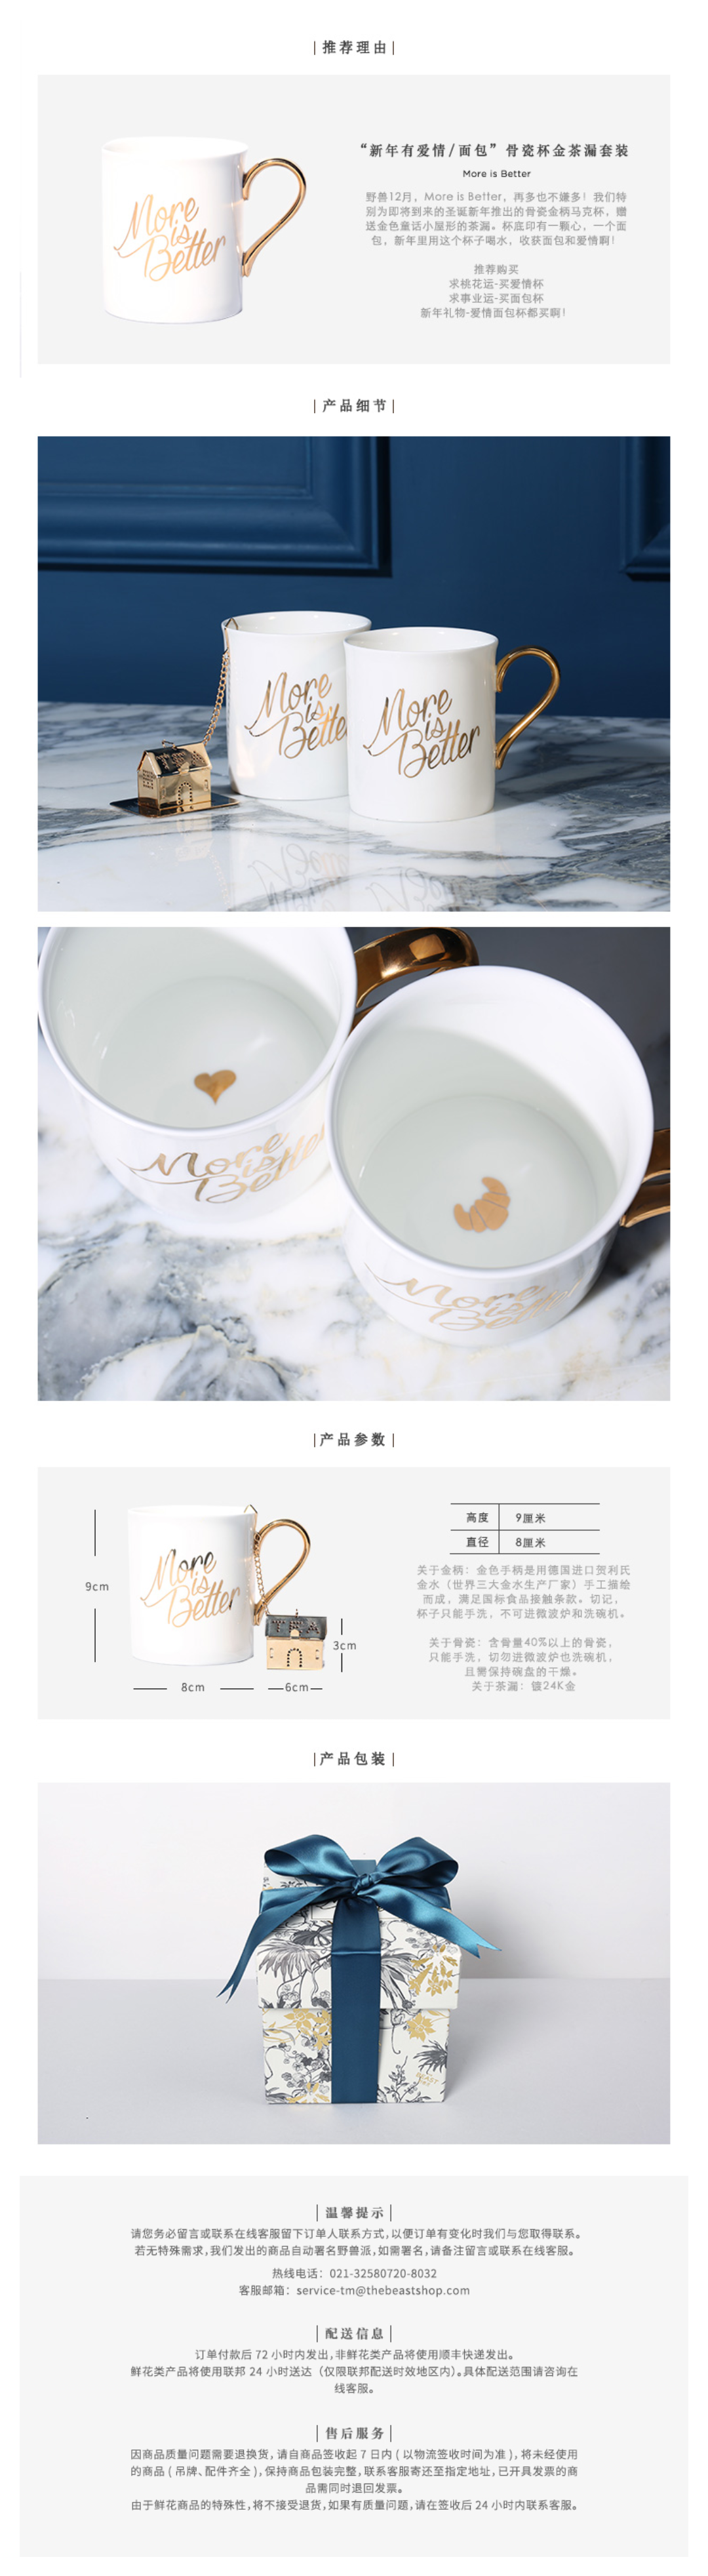 推荐理由
“新年有爱情/面包”骨瓷杯金茶漏套装
More is Better
More
is
Better
野兽12月，More is Better，再多也不嫌多！我们特
别为即将到来的圣诞新年推出的骨瓷金柄马克杯，赠
送金色童话小屋形的茶漏。杯底印有一颗心，一个面
包，新年里用这个杯子喝水，收获面包和爱情啊！
推荐购买
求桃花运-买爱情杯
求事业运-买面包杯
新年礼物-爱情面包杯都买啊！
产品细节
More
is
Better
More
is
Better
More
is
Better
More
is
Better
产品参数
高度 9厘米
直径 8厘米
More
is
Better
9cm
3cm
8cm
6cm
关于金柄：金色手柄是用德国进口贺利氏
金水（世界三大金水生产厂家）手工描绘
而成，满足国标食品接触条款。切记，
杯子只能手洗，不可进微波炉和洗碗机。
关于骨瓷：含骨量40%以上的骨瓷，
只能手洗，切勿进微波炉也洗碗机，
且需保持碗盘的干燥。
关于茶漏：镀24K金
产品包装
温馨提示
请您务必留言或联系在线客服留下订单人联系方式，以便订单有变化时我们与您取得联系。
若无特殊需求，我们发出的商品自动署名野兽派，如需署名，请备注留言或联系在线客服。
热线电话：021-32580720-8032
客服邮箱：service-tm@thebeastshop.com
配送信息
订单付款后 72 小时内发出，非鲜花类产品将使用顺丰快递发出。
鲜花类产品将使用联邦 24 小时送达（仅限联邦配送时效地区内）。具体配送范围请咨询在
线客服。
售后服务
因商品质量问题需要退换货，请自商品签收起 7 日内 ( 以物流签收时间为准 )，将未经使用
的商品 ( 吊牌、配件齐全 )，保持商品包装完整，联系客服寄还至指定地址，已开具发票的商
品需同时退回发票。
由于鲜花商品的特殊性，将不接受退货，如果有质量问题，请在签收后 24 小时内联系客服。